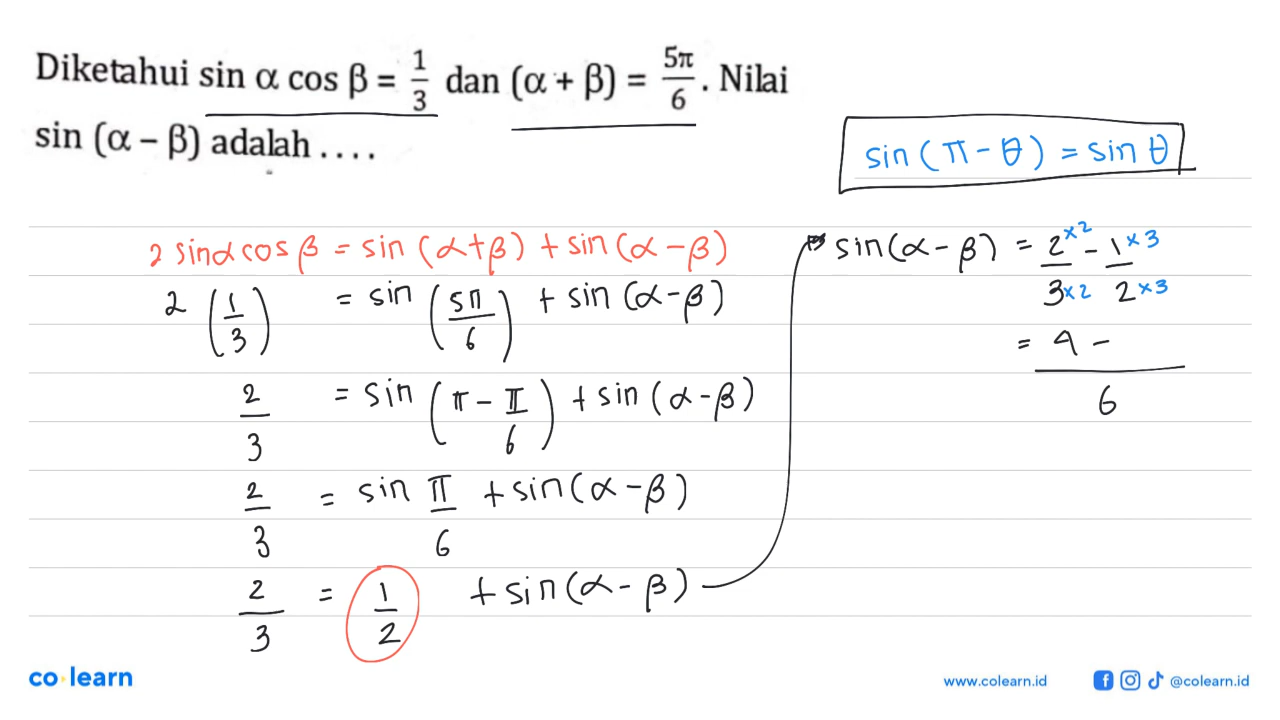 Diketahui sin α cos β = 1/3 dan (α + β) = 5π/6. Nilai
sin (α – β) adalah ....
sin(π - θ) = sin θ
2 sinα cos β = sin (α+β) + sin(α - β)
2 (1/3) = sin (5π/6) + sin (α - β)
2/3 = sin (π - π/6) + sin (α - β)
2/3 = sin π/6 + sin(α - β)
2/3 = 1/2 + sin(α - β)
sin(α - β) = 2×2/3×2 - 1×3/2×3
= 4 - /6
co learn
www.colearn.id
@colearn.id